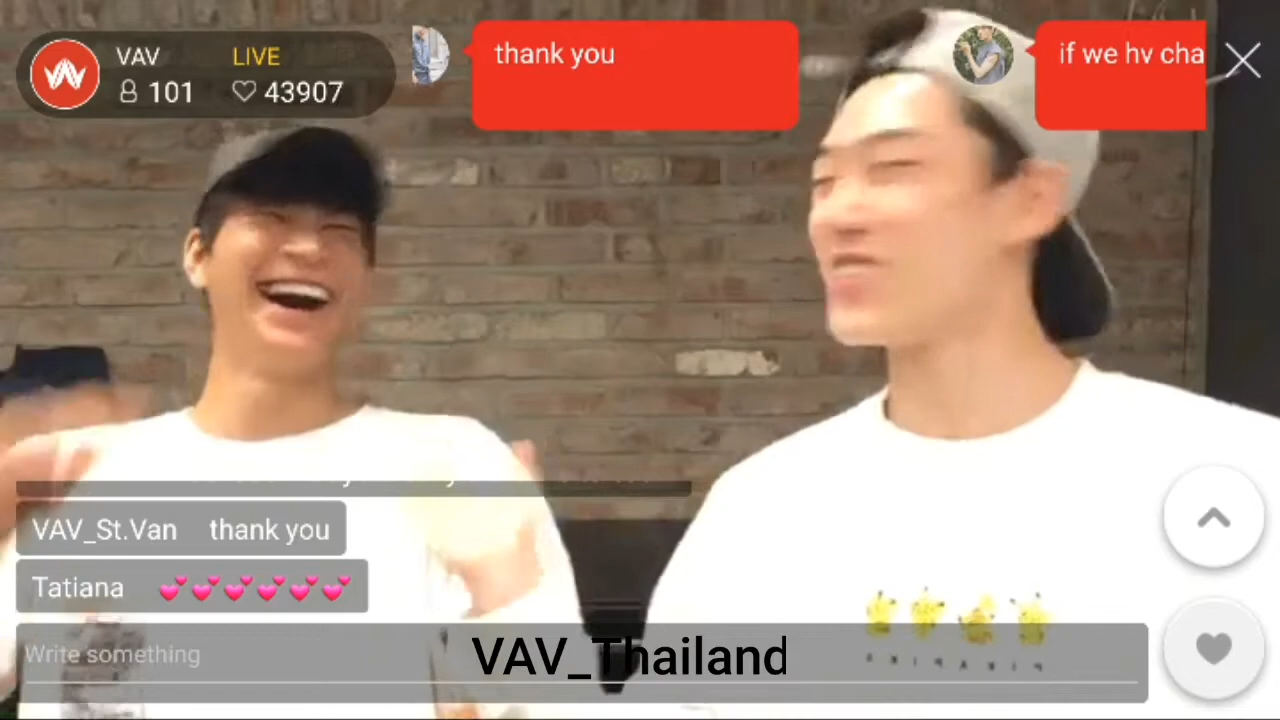 VAV LIVE
101 43907
thank you
if we hv cha
VAV_St.Van thank you
Tatiana 💕💕💕💕💕💕
Write something
VAV_Thailand